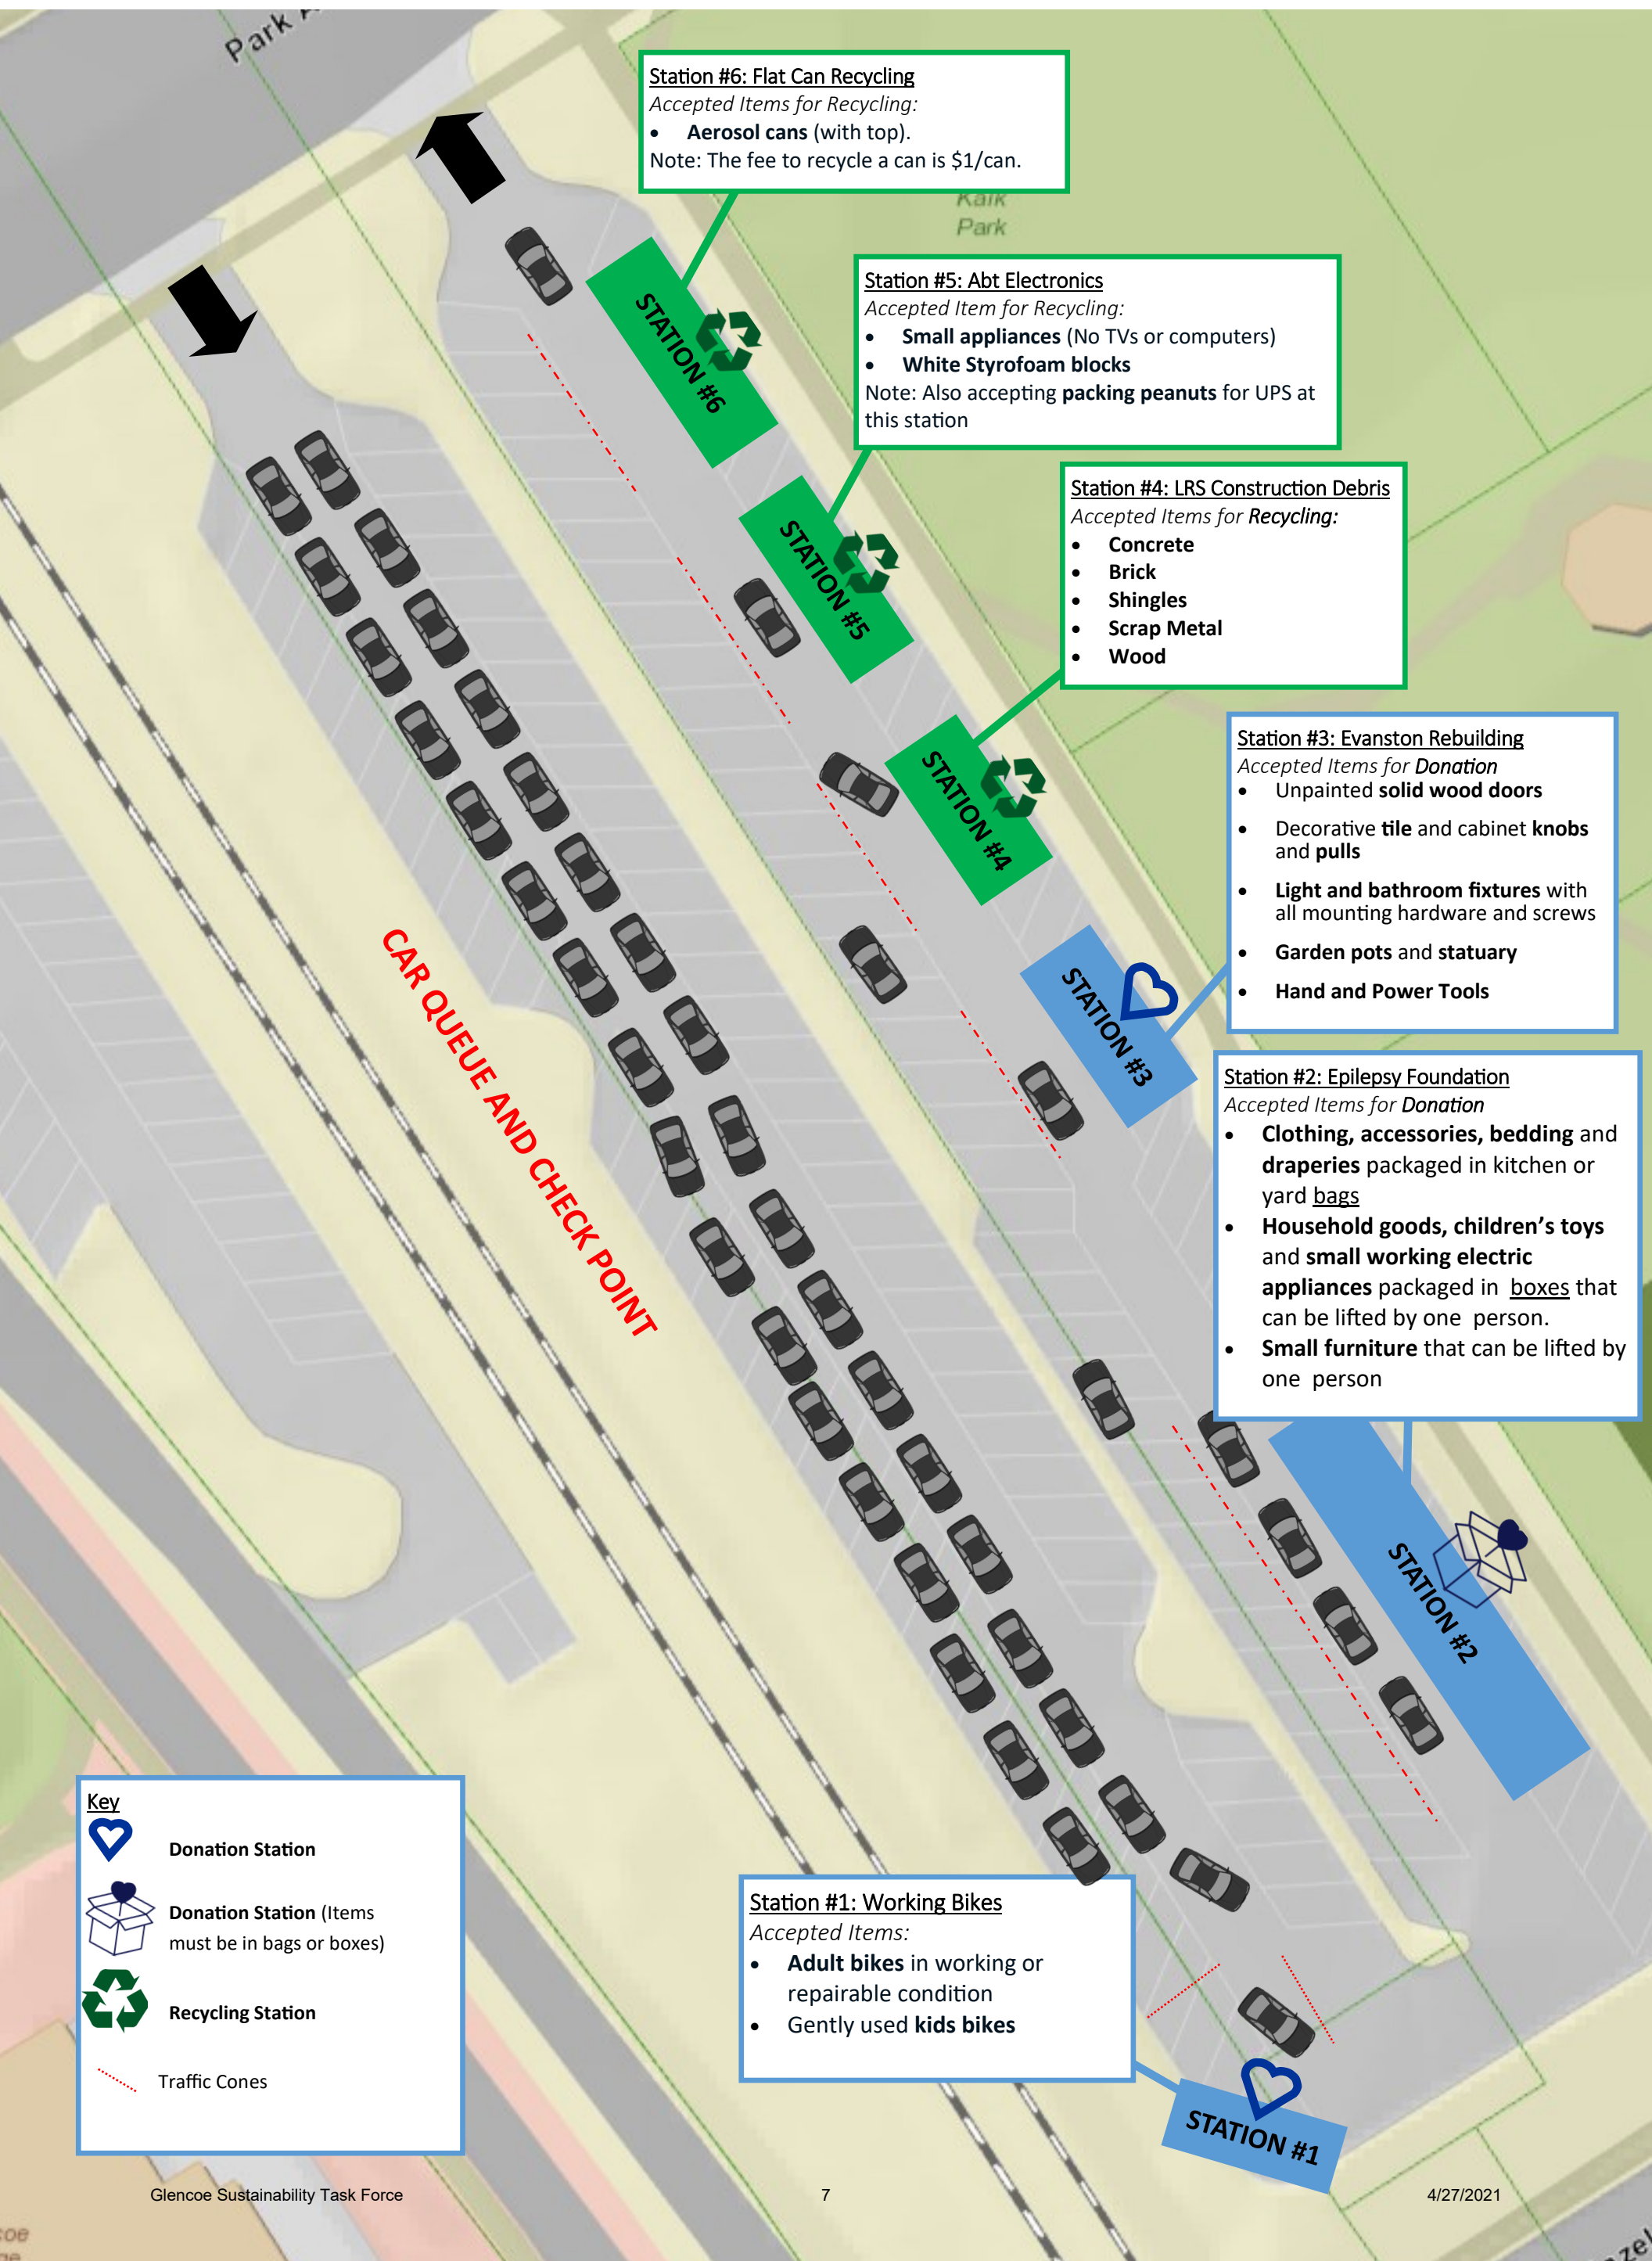 Park
Station #6: Flat Can Recycling
Accepted Items for Recycling:
• Aerosol cans (with top).
Note: The fee to recycle a can is $1/can.
Kalk
Park
STATION #6
Station #5: Abt Electronics
Accepted Item for Recycling:
• Small appliances (No TVs or computers)
• White Styrofoam blocks
Note: Also accepting packing peanuts for UPS at
this station
STATION #5
Station #4: LRS Construction Debris
Accepted Items for Recycling:
• Concrete
• Brick
• Shingles
• Scrap Metal
• Wood
STATION #4
Station #3: Evanston Rebuilding
Accepted Items for Donation
• Unpainted solid wood doors
• Decorative tile and cabinet knobs
and pulls
• Light and bathroom fixtures with
all mounting hardware and screws
• Garden pots and statuary
• Hand and Power Tools
STATION #3
CAR QUEUE AND CHECK POINT
Station #2: Epilepsy Foundation
Accepted Items for Donation
• Clothing, accessories, bedding and
draperies packaged in kitchen or
yard bags
• Household goods, children's toys
and small working electric
appliances packaged in boxes that
can be lifted by one person.
• Small furniture that can be lifted by
one person
STATION #2
Key
Donation Station
Donation Station (Items
must be in bags or boxes)
Recycling Station
Traffic Cones
Station #1: Working Bikes
Accepted Items:
• Adult bikes in working or
repairable condition
• Gently used kids bikes
STATION #1
Glencoe Sustainability Task Force
7
4/27/2021